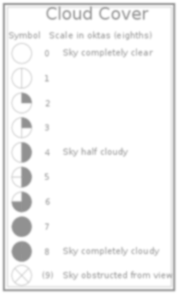 Cloud Cover
Symbol Scale in oktas (eighths)
0 Sky completely clear
1
2
3
4 Sky half cloudy
5
6
7
8 Sky completely cloudy
(9) Sky obstructed from view